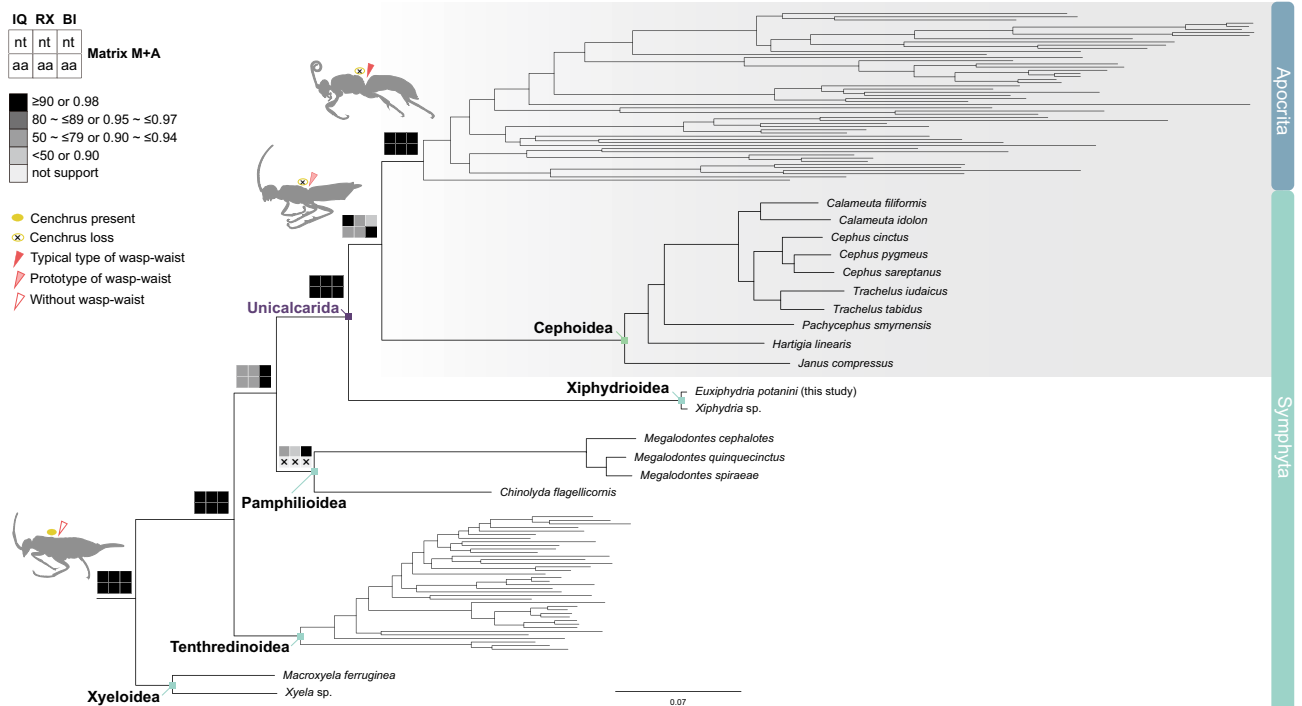 IQ RX BI
nt nt nt
Matrix M+A
aa aa aa
≥90 or 0.98
80 ~ ≤89 or 0.95 ~ ≤0.97
50 ~ ≤79 or 0.90 ~ ≤0.94
<50 or 0.90
not support
Cenchrus present
Cenchrus loss
Typical type of wasp-waist
Prototype of wasp-waist
Without wasp-waist
Apocrita
Symphyta
Calameuta filiformis
Calameuta idolon
Cephus cinctus
Cephus pygmeus
Cephus sareptanus
Trachelus iudaicus
Trachelus tabidus
Pachycephus smyrnensis
Hartigia linearis
Janus compressus
Unicalcarida
Cephoidea
Xiphydrioidea
Euxiphydria potanini (this study)
Xiphydria sp.
Megalodontes cephalotes
Megalodontes quinquecinctus
Megalodontes spiraeae
Chinolyda flagellicornis
Pamphilioidea
Tenthredinoidea
Macroxyela ferruginea
Xyela sp.
Xyeloidea
0.07